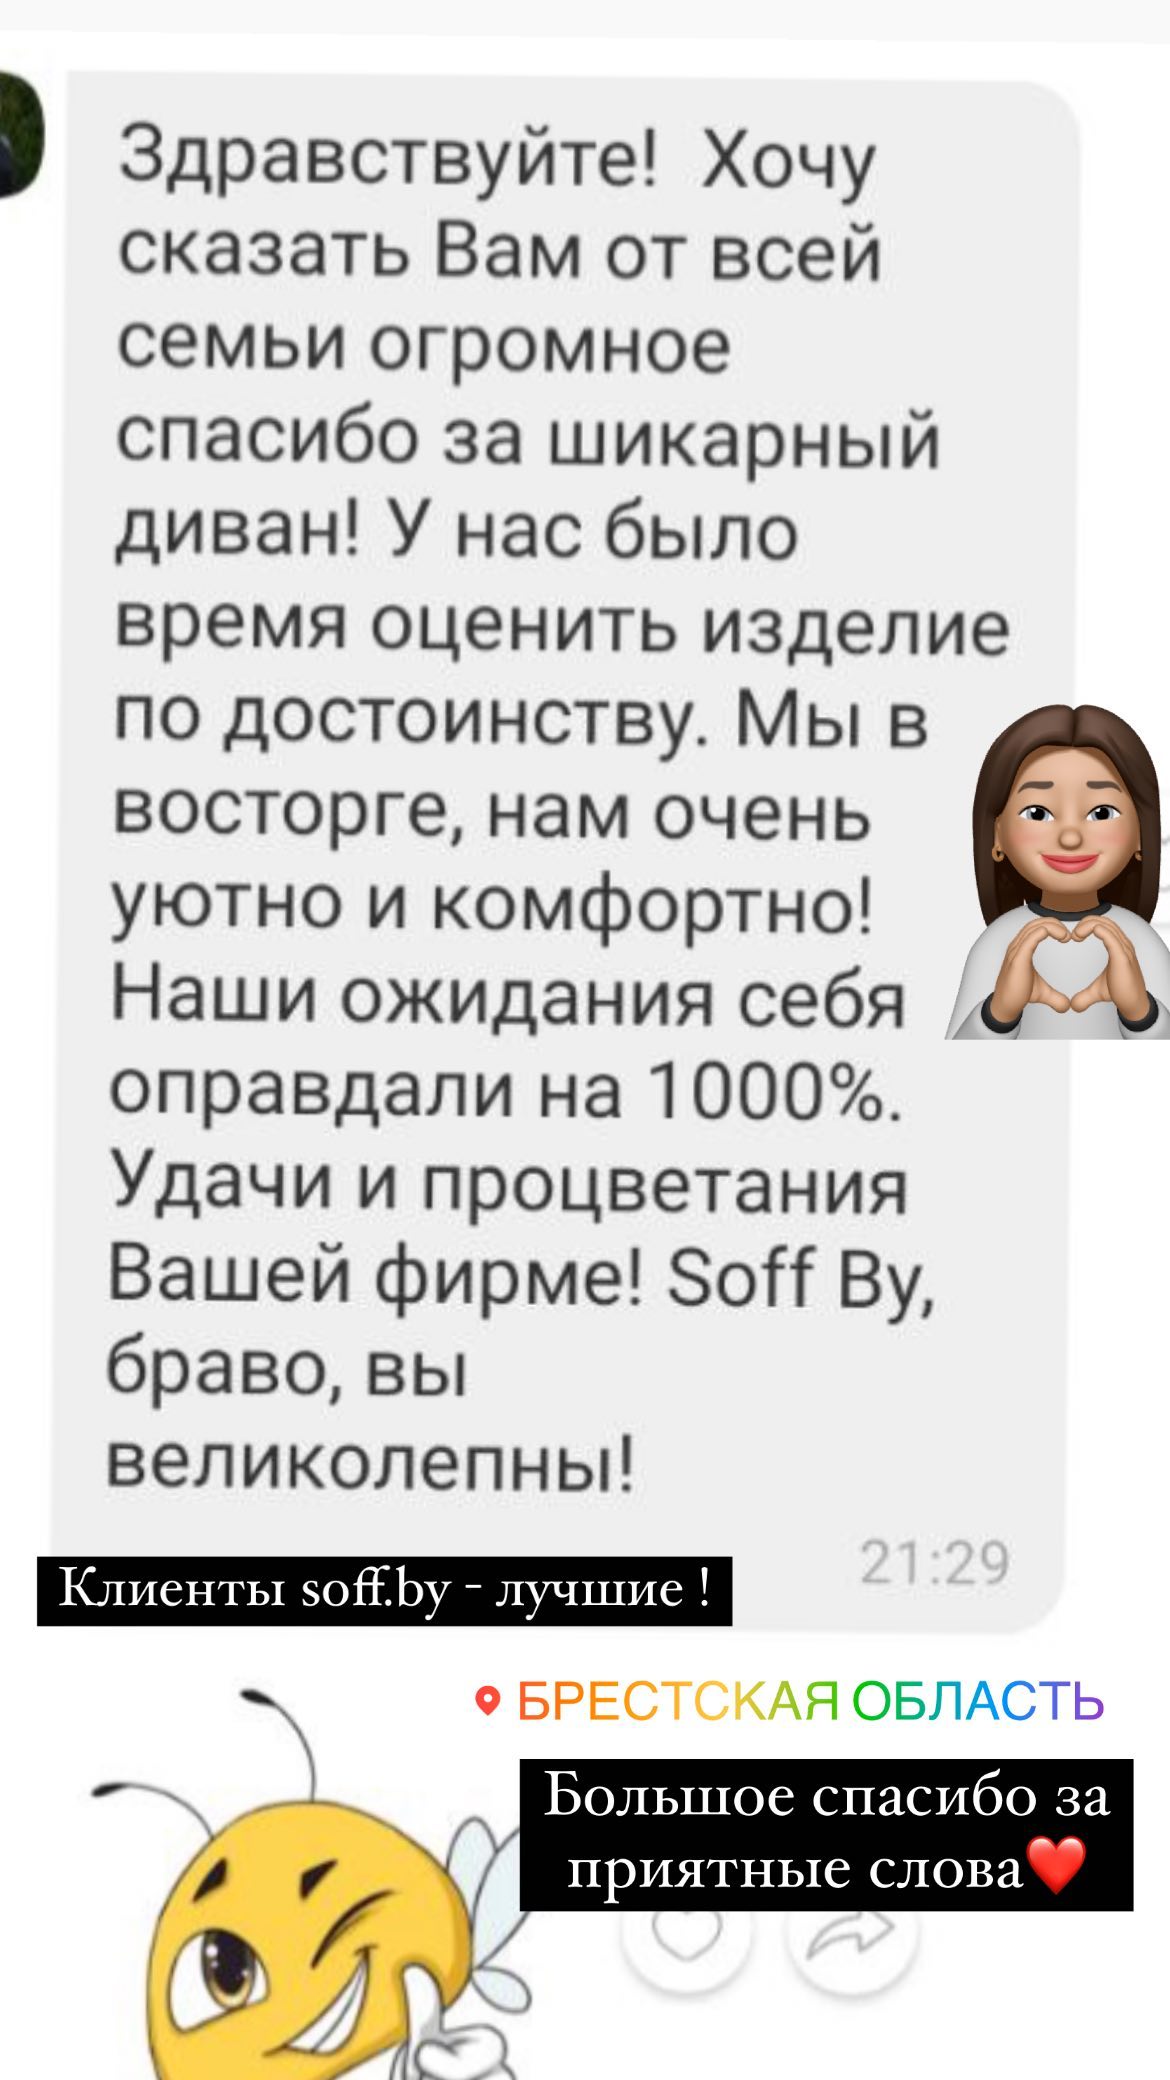 Здравствуйте!  Хочу
сказать Вам от всей
семьи огромное
спасибо за шикарный
диван! У нас было
время оценить изделие
по достоинству. Мы в
восторге, нам очень
уютно и комфортно!
Наши ожидания себя
оправдали на 1000%.
Удачи и процветания
Вашей фирме! Soff By,
браво, вы
великолепны!
21:29
Клиенты soff.by - лучшие !
БРЕСТСКАЯ ОБЛАСТЬ
Большое спасибо за
приятные слова❤️